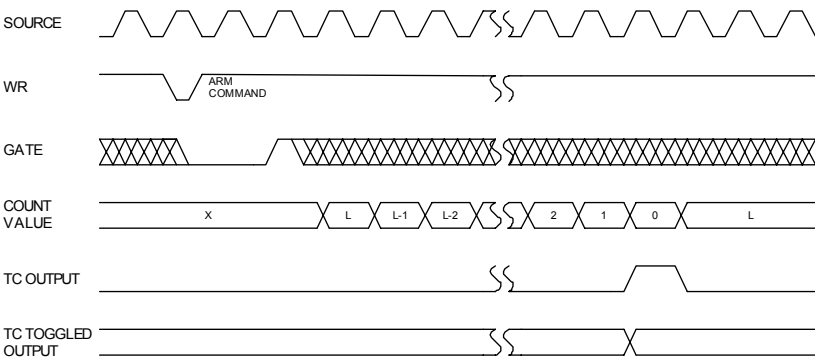 SOURCE
WR
ARM
COMMAND
GATE
COUNT
VALUE
X L L-1 L-2 2 1 0 L
TC OUTPUT
TC TOGGLED
OUTPUT